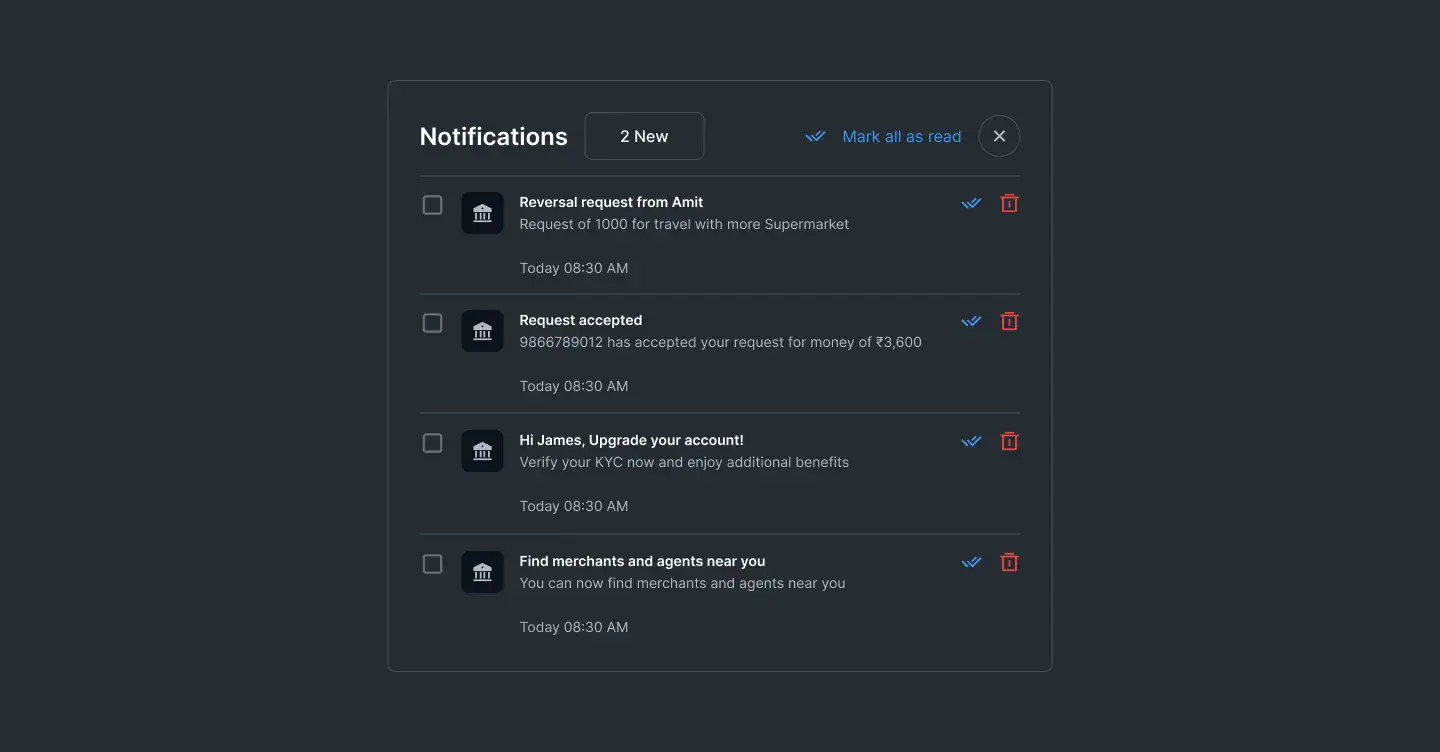 Notifications
2 New
Mark all as read
Reversal request from Amit
Request of 1000 for travel with more Supermarket
Today 08:30 AM
Request accepted
9866789012 has accepted your request for money of ₹3,600
Today 08:30 AM
Hi James, Upgrade your account!
Verify your KYC now and enjoy additional benefits
Today 08:30 AM
Find merchants and agents near you
You can now find merchants and agents near you
Today 08:30 AM